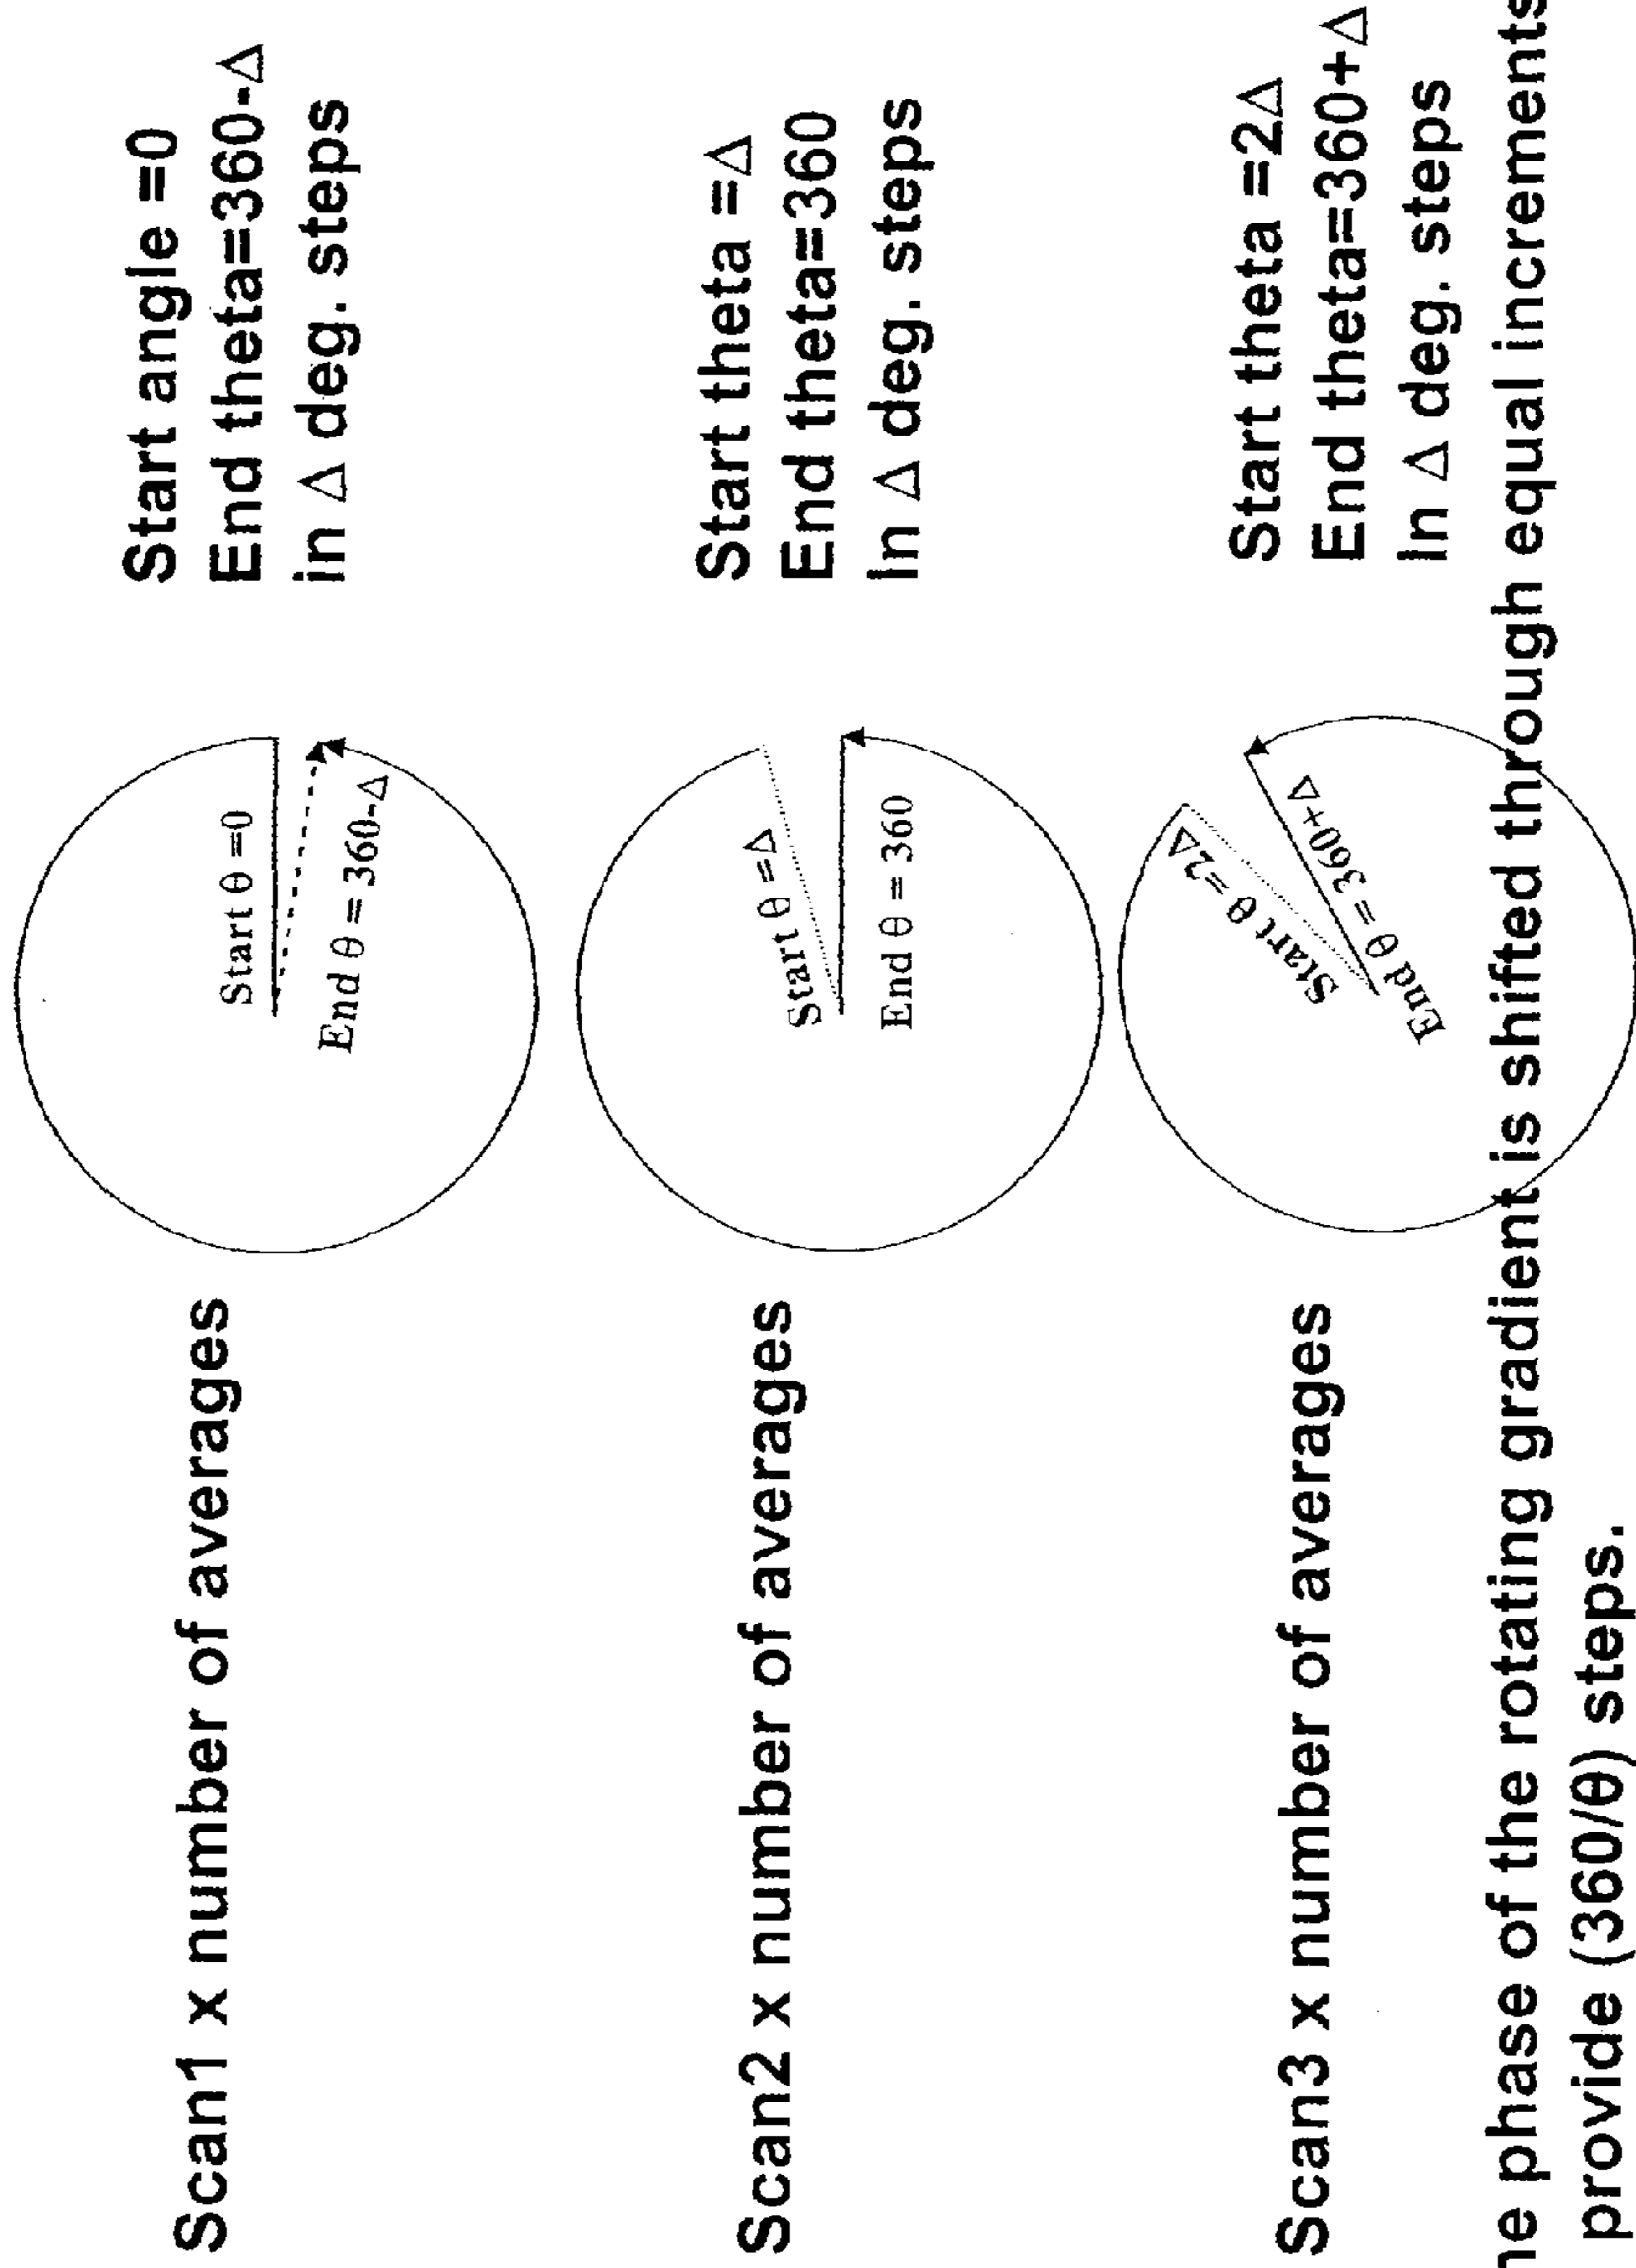 Scan1 x number of averages
Start θ =0
End θ = 360-Δ
Start angle =0
End theta=360-Δ
in Δ deg. steps
Scan2 x number of averages
Start θ =Δ
End θ = 360
Start theta =Δ
End theta=360
In Δ deg. steps
Scan3 x number of averages
Start θ =2Δ
End θ = 360+Δ
Start theta =2Δ
End theta=360+Δ
In Δ deg. steps
phase of the rotating gradient is shifted through equal increments
provide (360/θ) steps.